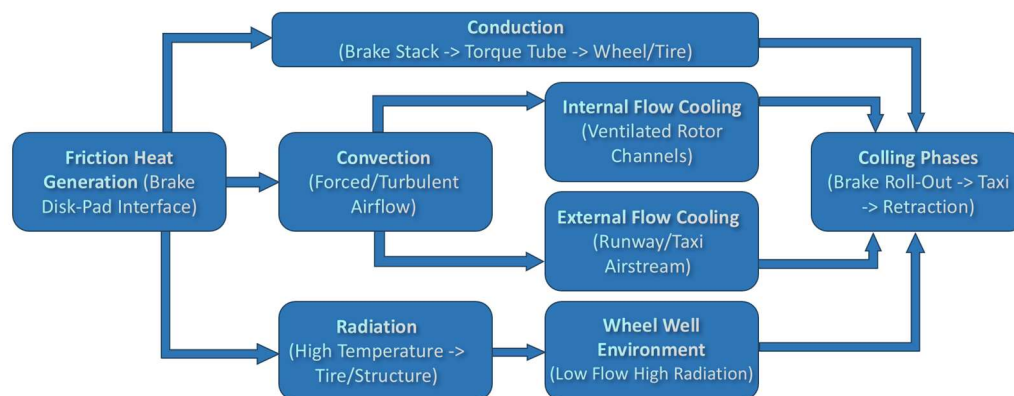 Conduction
(Brake Stack -> Torque Tube -> Wheel/Tire)
Friction Heat
Generation (Brake
Disk-Pad Interface)
Convection
(Forced/Turbulent
Airflow)
Internal Flow Cooling
(Ventilated Rotor
Channels)
External Flow Cooling
(Runway/Taxi
Airstream)
Radiation
(High Temperature ->
Tire/Structure)
Wheel Well
Environment
(Low Flow High Radiation)
Colling Phases
(Brake Roll-Out -> Taxi
-> Retraction)